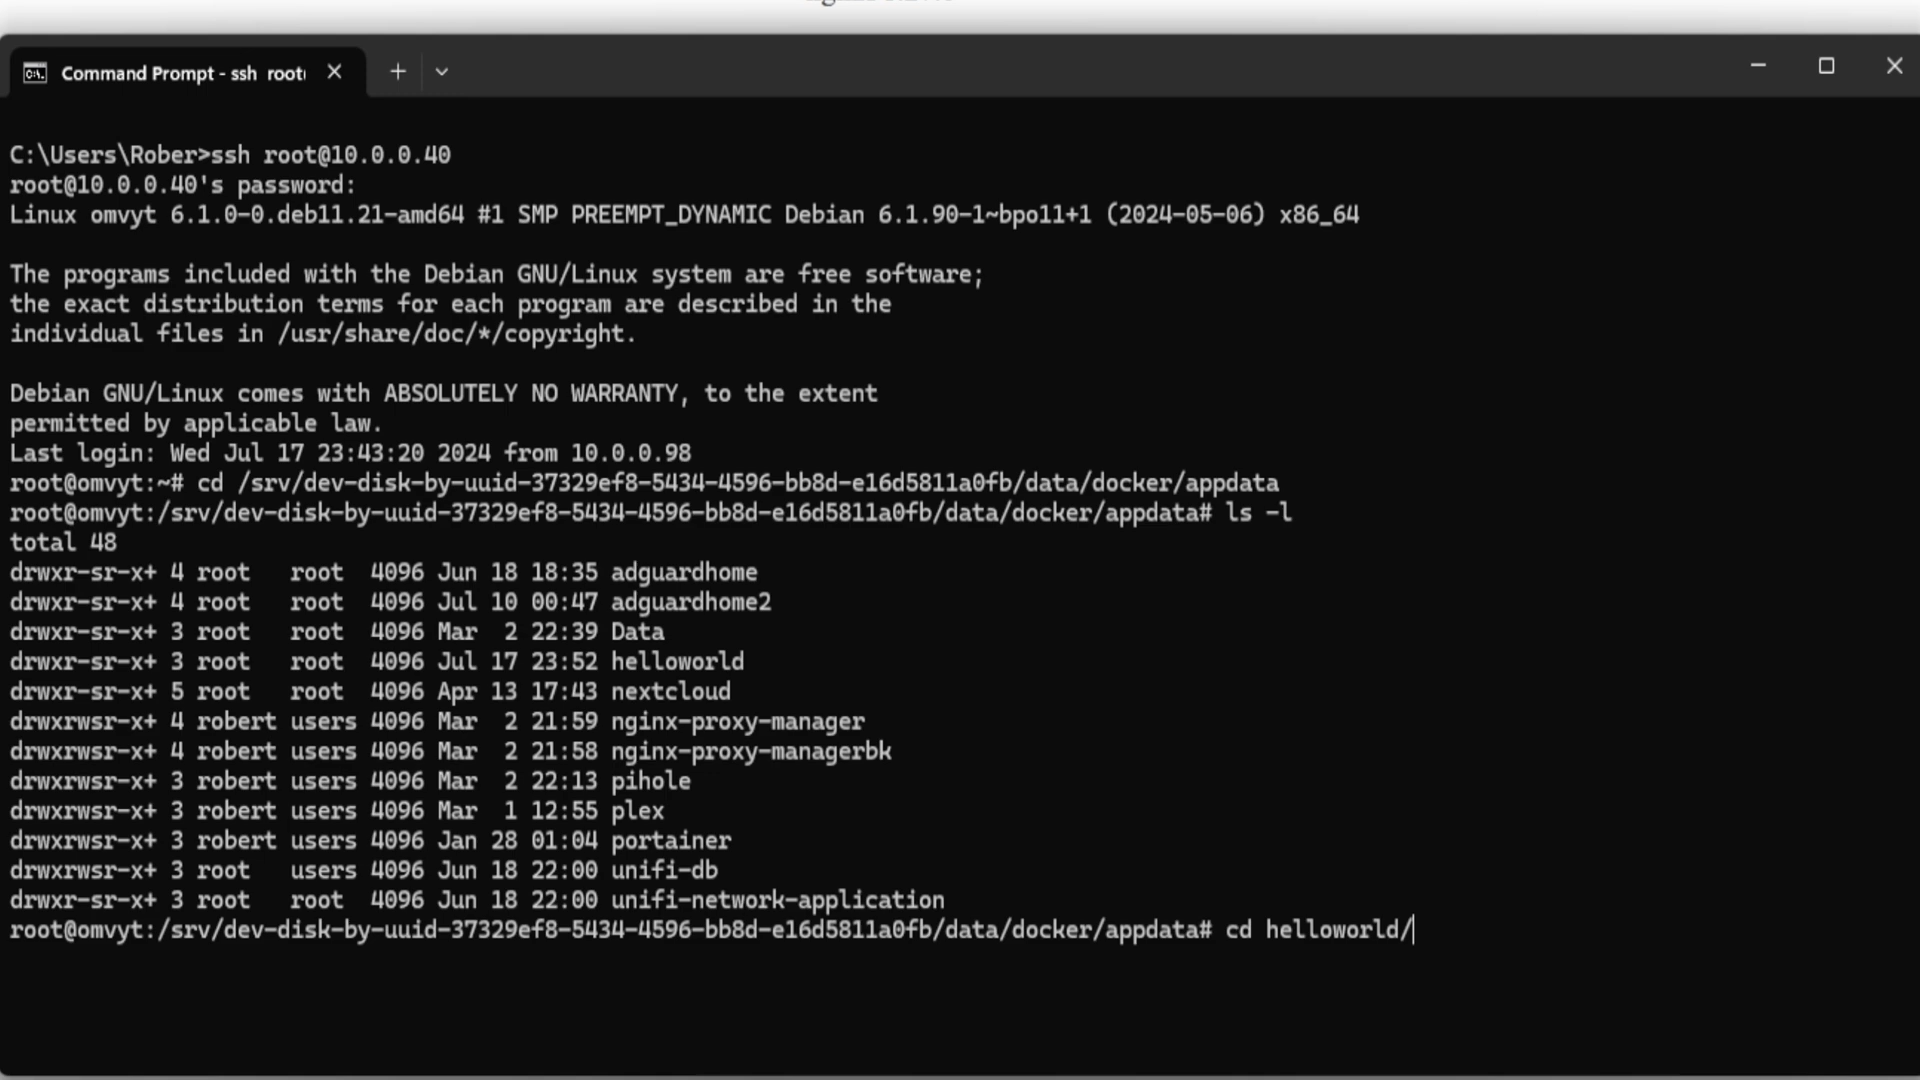 Command Prompt - ssh root
C:\Users\Rober>ssh root@10.0.0.40
root@10.0.0.40's password:
Linux omvyt 6.1.0-0.deb11.21-amd64 #1 SMP PREEMPT_DYNAMIC Debian 6.1.90-1~bpo11+1 (2024-05-06) x86_64
The programs included with the Debian GNU/Linux system are free software;
the exact distribution terms for each program are described in the
individual files in /usr/share/doc/*/copyright.
Debian GNU/Linux comes with ABSOLUTELY NO WARRANTY, to the extent
permitted by applicable law.
Last login: Wed Jul 17 23:43:20 2024 from 10.0.0.98
root@omvyt:~# cd /srv/dev-disk-by-uuid-37329ef8-5434-4596-bb8d-e16d5811a0fb/data/docker/appdata
root@omvyt:/srv/dev-disk-by-uuid-37329ef8-5434-4596-bb8d-e16d5811a0fb/data/docker/appdata# ls -l
total 48
drwxr-sr-x+ 4 root   root  4096 Jun 18 18:35 adguardhome
drwxr-sr-x+ 4 root   root  4096 Jul 10 00:47 adguardhome2
drwxr-sr-x+ 3 root   root  4096 Mar  2 22:39 Data
drwxr-sr-x+ 3 root   root  4096 Jul 17 23:52 helloworld
drwxr-sr-x+ 5 root   root  4096 Apr 13 17:43 nextcloud
drwxrwsr-x+ 4 robert users 4096 Mar  2 21:59 nginx-proxy-manager
drwxrwsr-x+ 4 robert users 4096 Mar  2 21:58 nginx-proxy-managerbk
drwxrwsr-x+ 3 robert users 4096 Mar  2 22:13 pihole
drwxrwsr-x+ 3 robert users 4096 Mar  1 12:55 plex
drwxrwsr-x+ 3 robert users 4096 Jan 28 01:04 portainer
drwxrwsr-x+ 3 root   users 4096 Jun 18 22:00 unifi-db
drwxr-sr-x+ 3 root   root  4096 Jun 18 22:00 unifi-network-application
root@omvyt:/srv/dev-disk-by-uuid-37329ef8-5434-4596-bb8d-e16d5811a0fb/data/docker/appdata# cd helloworld/